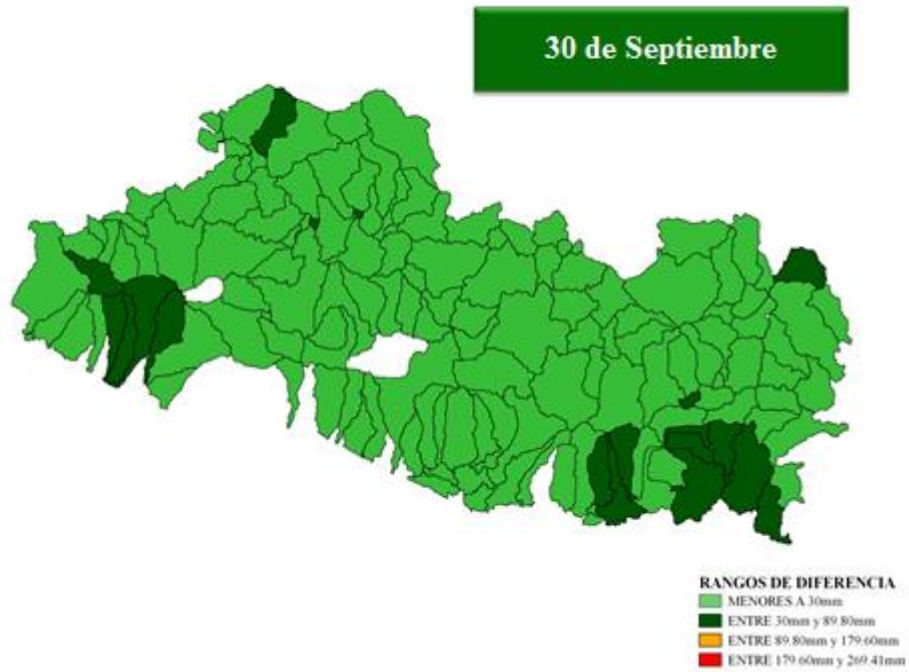 30 de Septiembre
RANGOS DE DIFERENCIA
MENORES A 30mm
ENTRE 30mm y 89.80mm
ENTRE 89.80mm y 179.60mm
ENTRE 179.60mm y 269.41mm